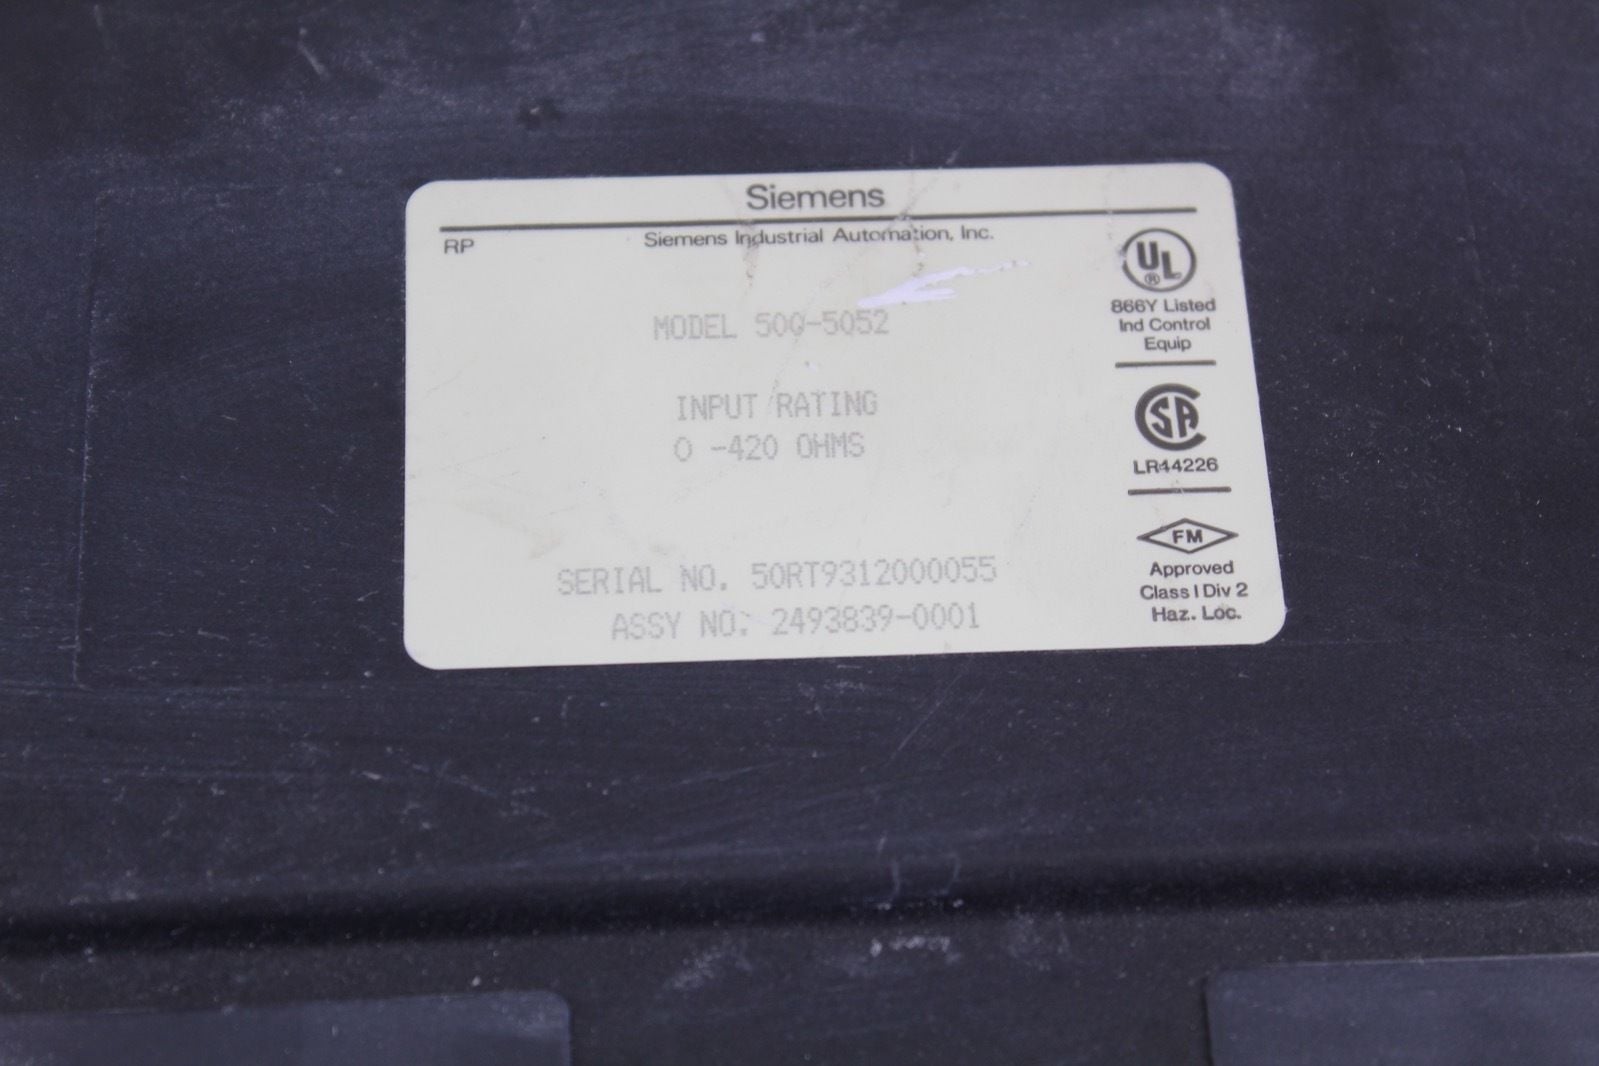 Siemens
RP
Siemens Industrial Automation, Inc.
UL
®
866Y Listed
Ind Control
Equip
MODEL 500-5052
INPUT RATING
0 -420 OHMS
SA
LR44226
FM
Approved
Class I Div 2
Haz. Loc.
SERIAL NO. 50RT9312000055
ASSY NO: 2493839-0001